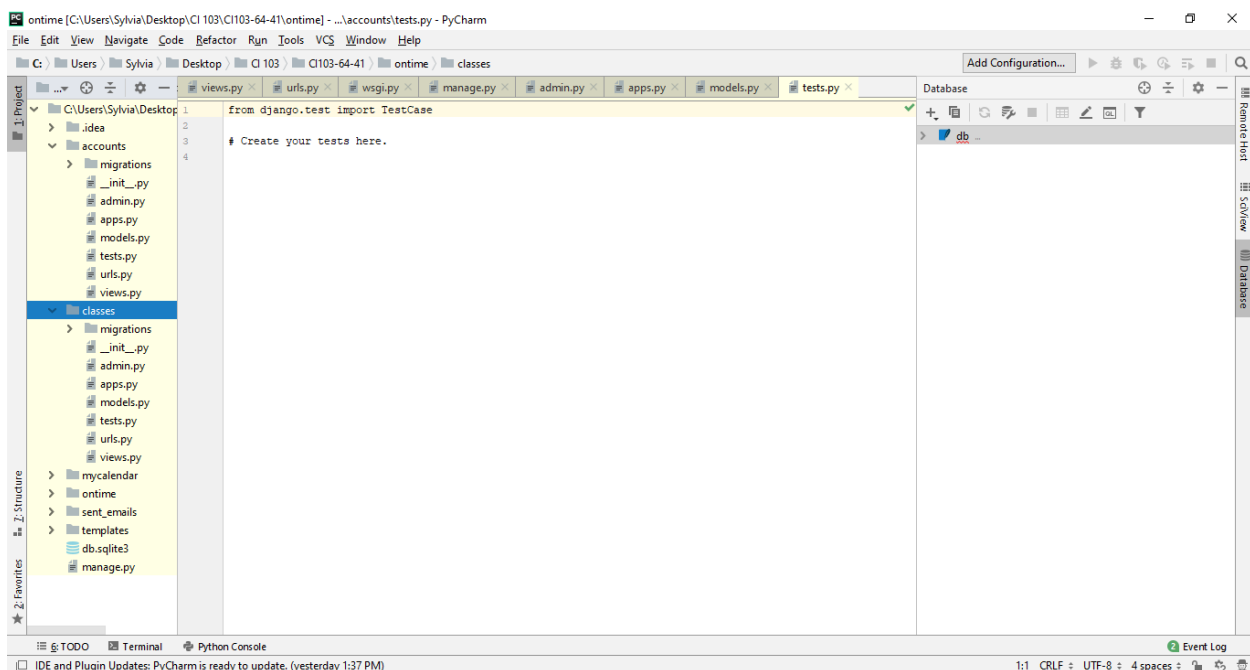 PC ontime [C:\Users\Sylvia\Desktop\CI 103\CI103-64-41\ontime] - ...\accounts\tests.py - PyCharm
File Edit View Navigate Code Refactor Run Tools VCS Window Help
C: Users Sylvia Desktop CI 103 CI103-64-41 ontime classes Add Configuration...
1: Project
views.py urls.py wsgi.py manage.py admin.py apps.py models.py tests.py
C:\Users\Sylvia\Desktop
.idea
accounts
migrations
__init__.py
admin.py
apps.py
models.py
tests.py
urls.py
views.py
classes
migrations
__init__.py
admin.py
apps.py
models.py
tests.py
urls.py
views.py
mycalendar
ontime
sent_emails
templates
db.sqlite3
manage.py
1 from django.test import TestCase
2
3 # Create your tests here.
4
Database
QL
db ...
Remote Host
SciView
Database
Z: Structure
2: Favorites
6: TODO Terminal Python Console 2 Event Log
IDE and Plugin Updates: PyCharm is ready to update. (yesterday 1:37 PM) 1:1 CRLF UTF-8 4 spaces